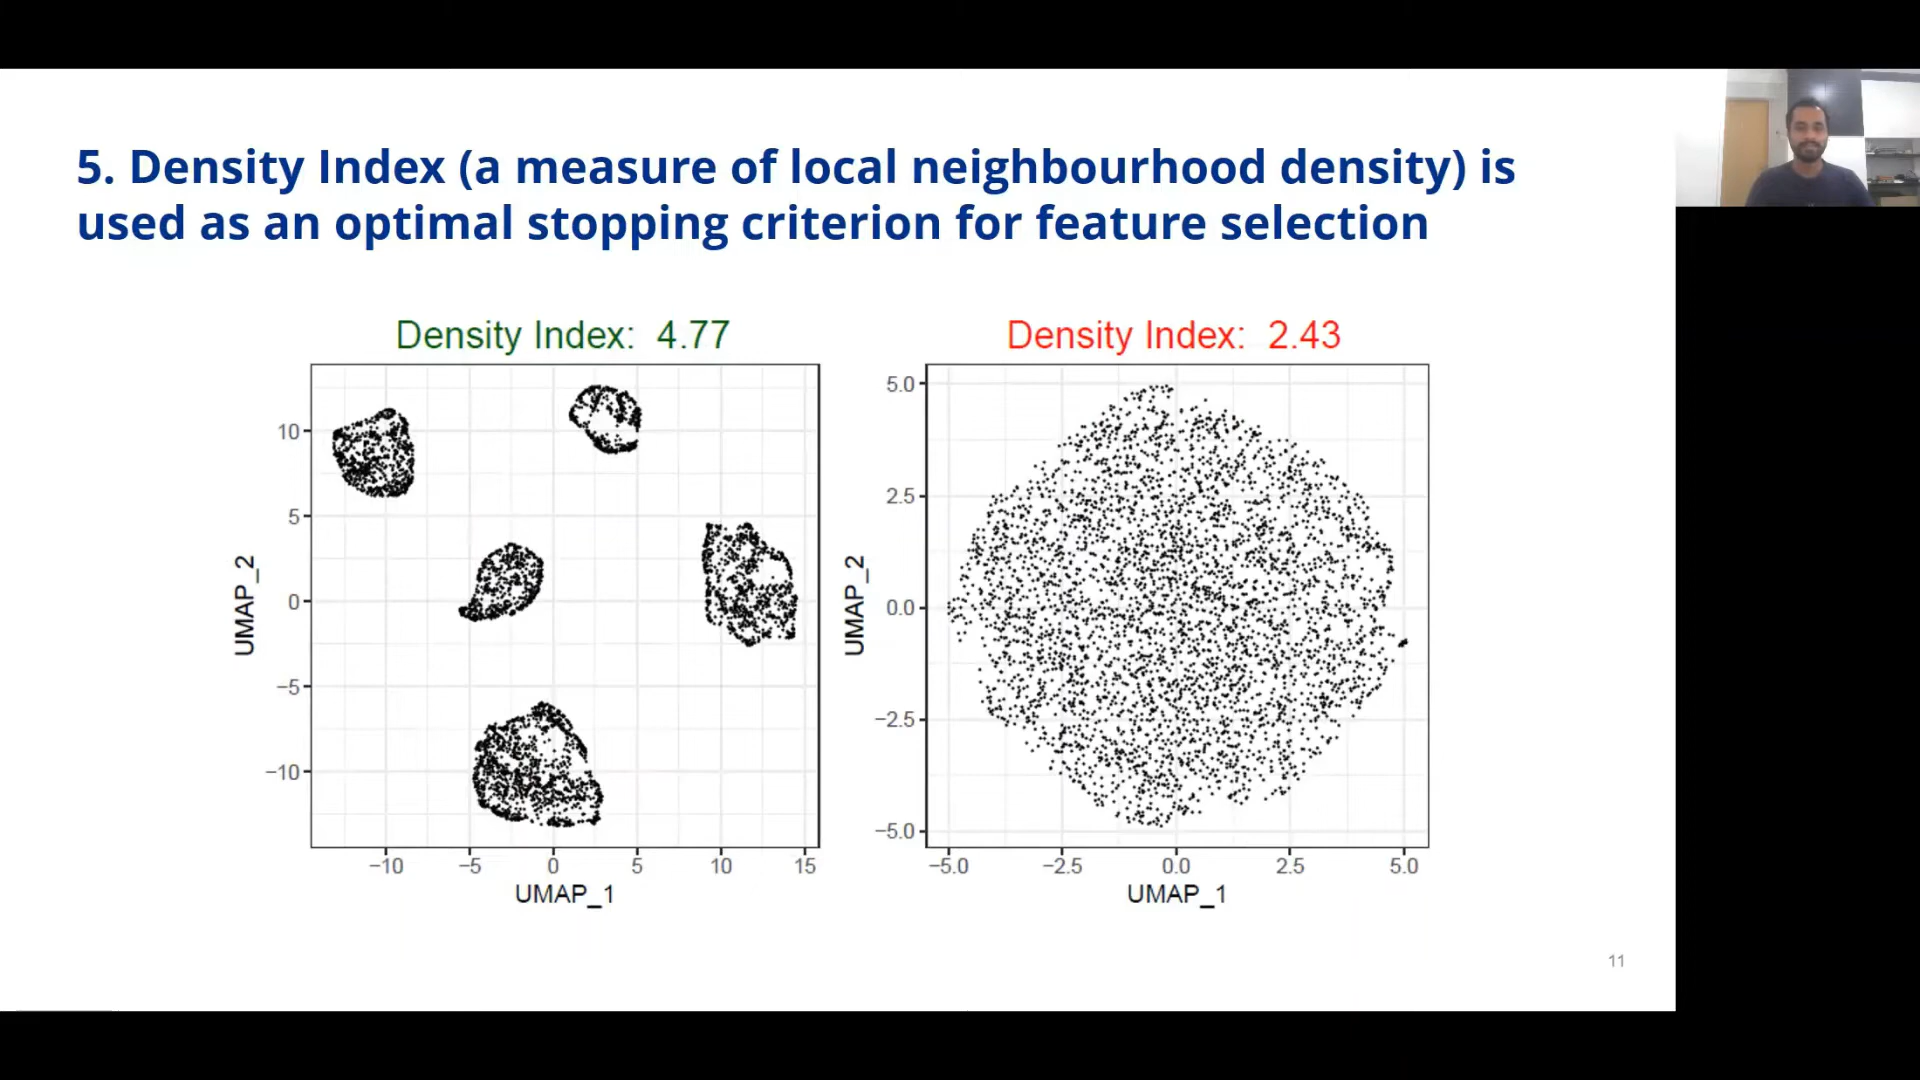 5. Density Index (a measure of local neighbourhood density) is
used as an optimal stopping criterion for feature selection
Density Index: 4.77
10
5
0
−5
−10
UMAP_2
−10 −5 0 5 10 15
UMAP_1
Density Index: 2.43
5.0
2.5
0.0
−2.5
−5.0
UMAP_2
−5.0 −2.5 0.0 2.5 5.0
UMAP_1
11